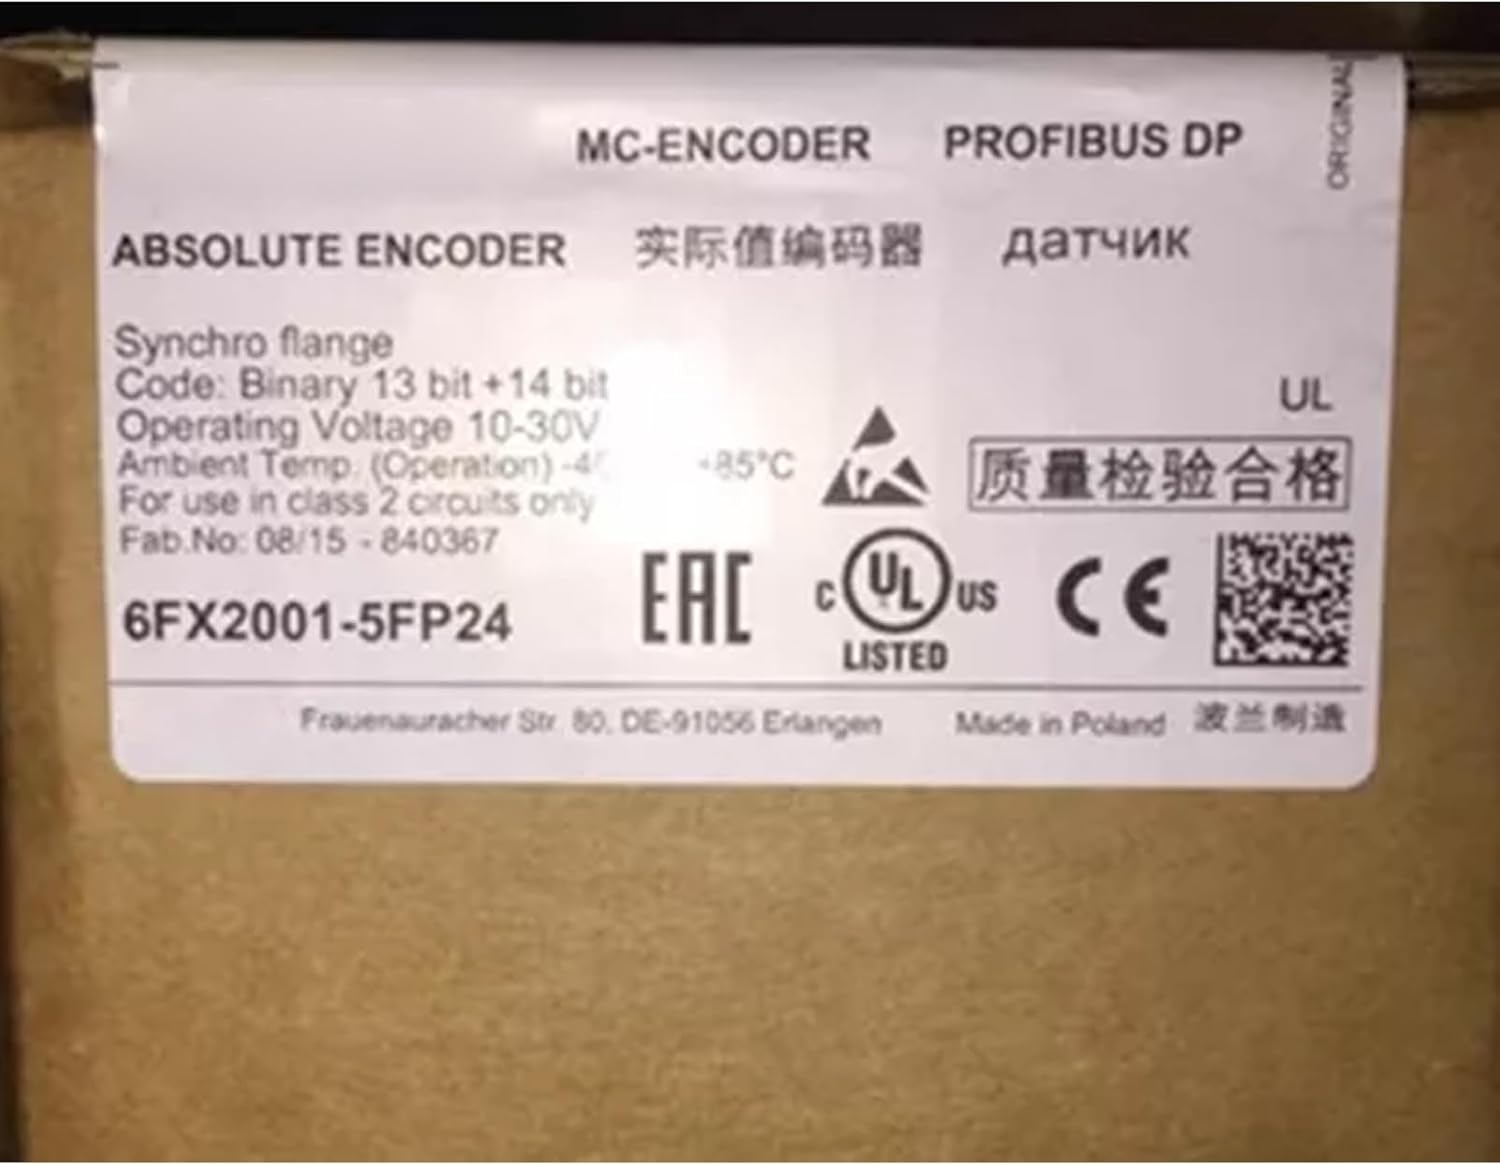 ORIGINAL
MC-ENCODER PROFIBUS DP
ABSOLUTE ENCODER 实际值编码器 датчик
Synchro flange
Code: Binary 13 bit +14 bit
Operating Voltage 10-30V
Ambient Temp. (Operation) +85°C
For use in class 2 circuits only
Fab.No: 08/15 - 840367
UL
质量检验合格
6FX2001-5FP24
EAC
C UL US
LISTED
CE
Frauenauracher Str. 80, DE-91056 Erlangen Made in Poland 波兰制造